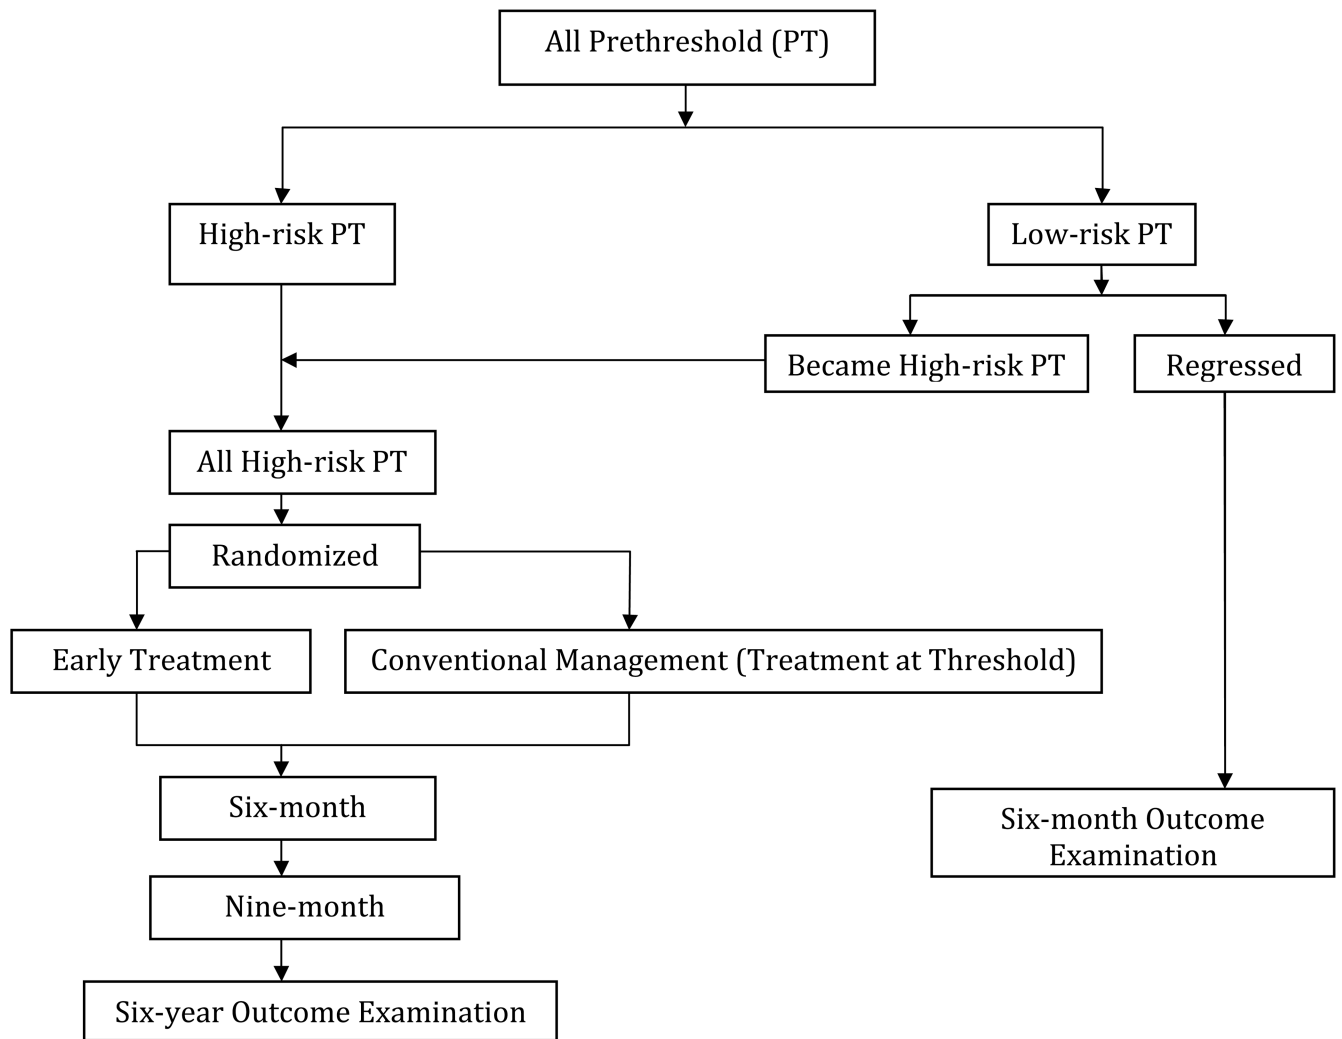 All Prethreshold (PT)
High-risk PT
Low-risk PT
Became High-risk PT
Regressed
All High-risk PT
Randomized
Early Treatment
Conventional Management (Treatment at Threshold)
Six-month
Six-month Outcome
Examination
Nine-month
Six-year Outcome Examination